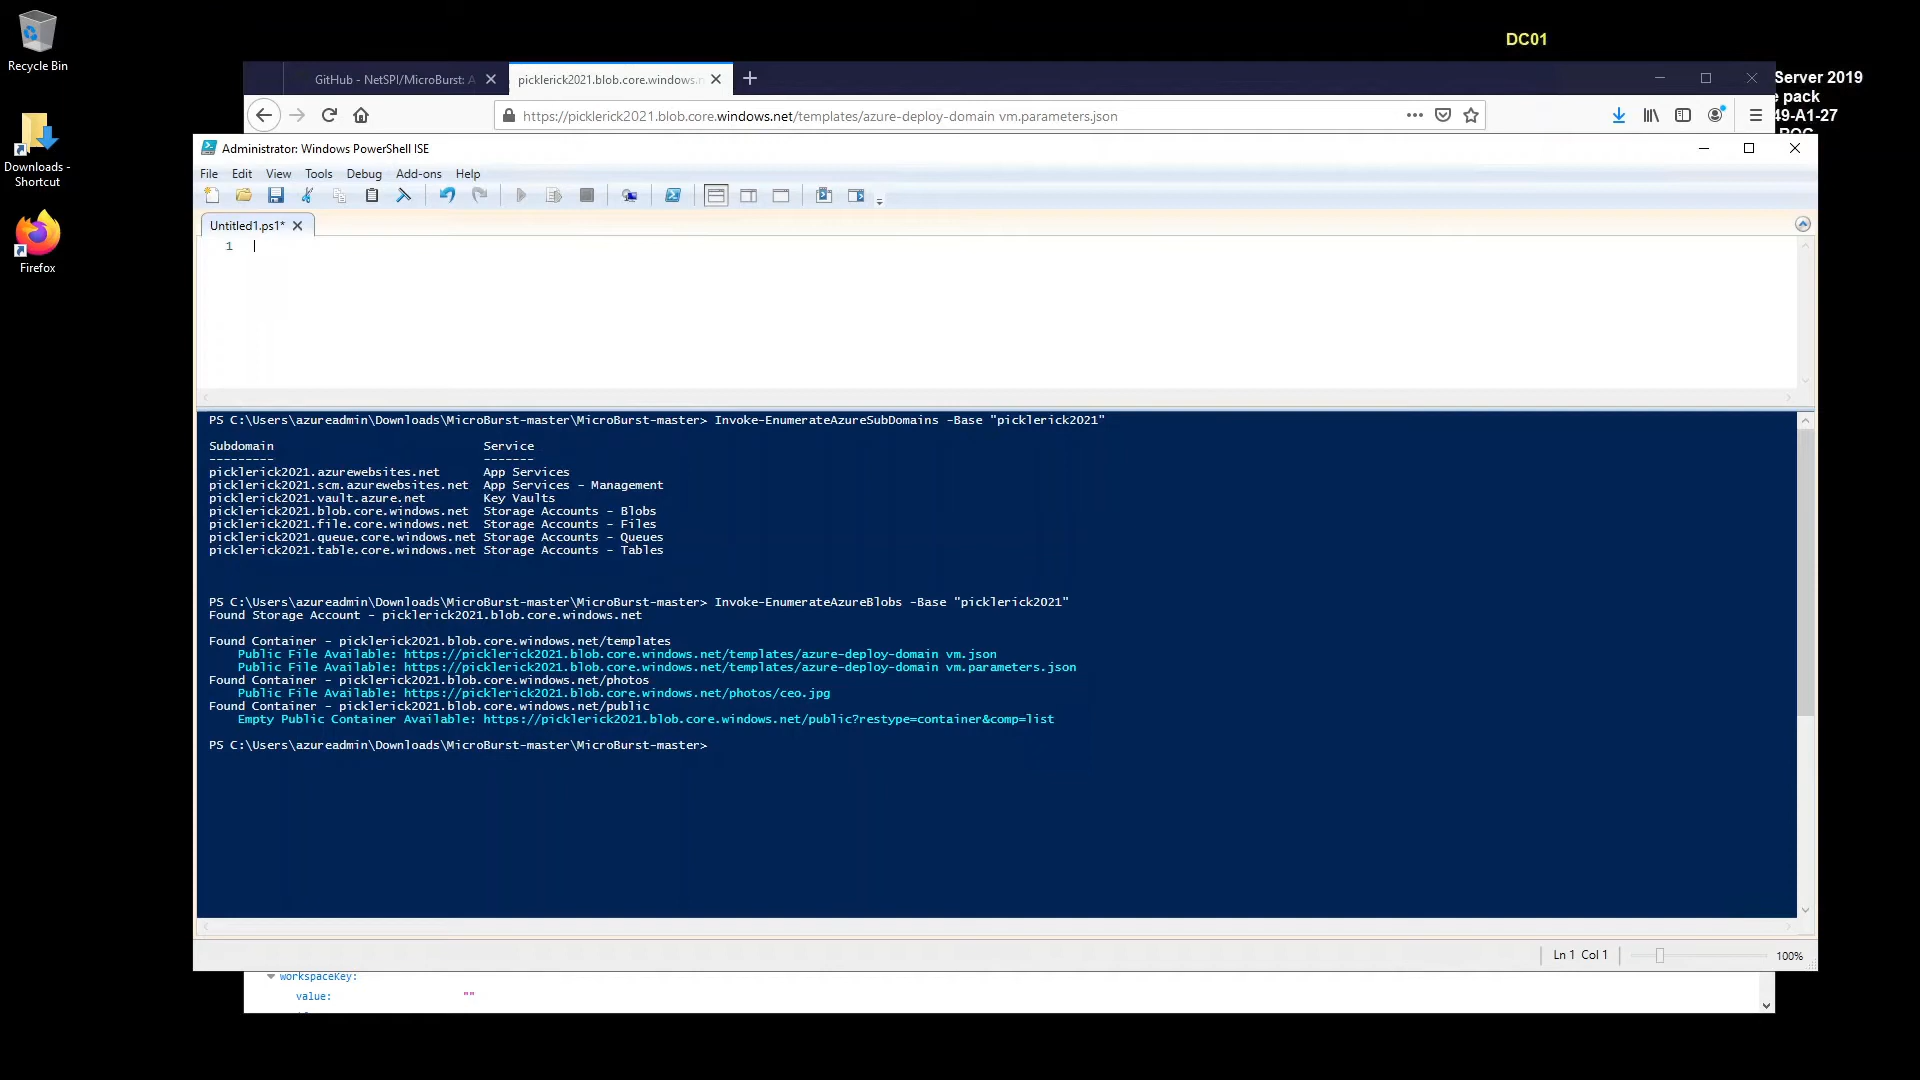 Recycle Bin
Downloads -
Shortcut
Firefox
DC01
Server 2019
e pack
49-A1-27
GitHub - NetSPI/MicroBurst: A
picklerick2021.blob.core.windows.n
https://picklerick2021.blob.core.windows.net/templates/azure-deploy-domain vm.parameters.json
Administrator: Windows PowerShell ISE
File Edit View Tools Debug Add-ons Help
Untitled1.ps1*
1
PS C:\Users\azureadmin\Downloads\MicroBurst-master\MicroBurst-master> Invoke-EnumerateAzureSubDomains -Base "picklerick2021"
Subdomain Service
--------- -------
picklerick2021.azurewebsites.net App Services
picklerick2021.scm.azurewebsites.net App Services - Management
picklerick2021.vault.azure.net Key Vaults
picklerick2021.blob.core.windows.net Storage Accounts - Blobs
picklerick2021.file.core.windows.net Storage Accounts - Files
picklerick2021.queue.core.windows.net Storage Accounts - Queues
picklerick2021.table.core.windows.net Storage Accounts - Tables
PS C:\Users\azureadmin\Downloads\MicroBurst-master\MicroBurst-master> Invoke-EnumerateAzureBlobs -Base "picklerick2021"
Found Storage Account - picklerick2021.blob.core.windows.net
Found Container - picklerick2021.blob.core.windows.net/templates
Public File Available: https://picklerick2021.blob.core.windows.net/templates/azure-deploy-domain vm.json
Public File Available: https://picklerick2021.blob.core.windows.net/templates/azure-deploy-domain vm.parameters.json
Found Container - picklerick2021.blob.core.windows.net/photos
Public File Available: https://picklerick2021.blob.core.windows.net/photos/ceo.jpg
Found Container - picklerick2021.blob.core.windows.net/public
Empty Public Container Available: https://picklerick2021.blob.core.windows.net/public?restype=container&comp=list
PS C:\Users\azureadmin\Downloads\MicroBurst-master\MicroBurst-master>
Ln 1 Col 1 100%
workspaceKey:
value: ""